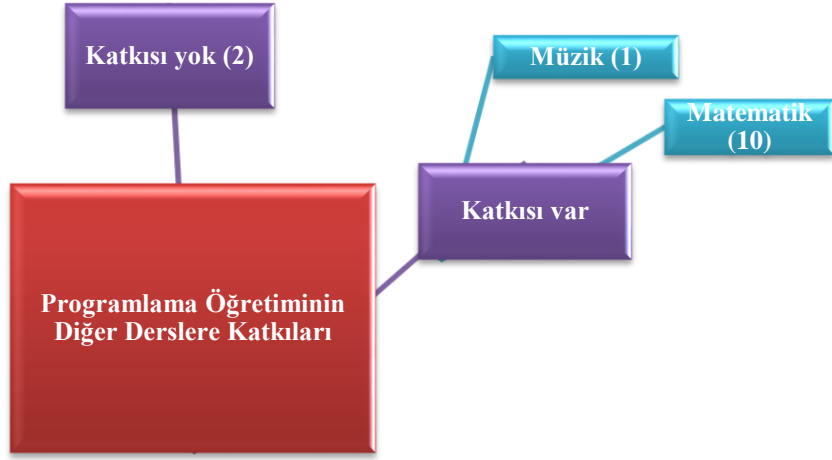 Katkısı yok (2)
Müzik (1)
Matematik
(10)
Katkısı var
Programlama Öğretiminin
Diğer Derslere Katkıları